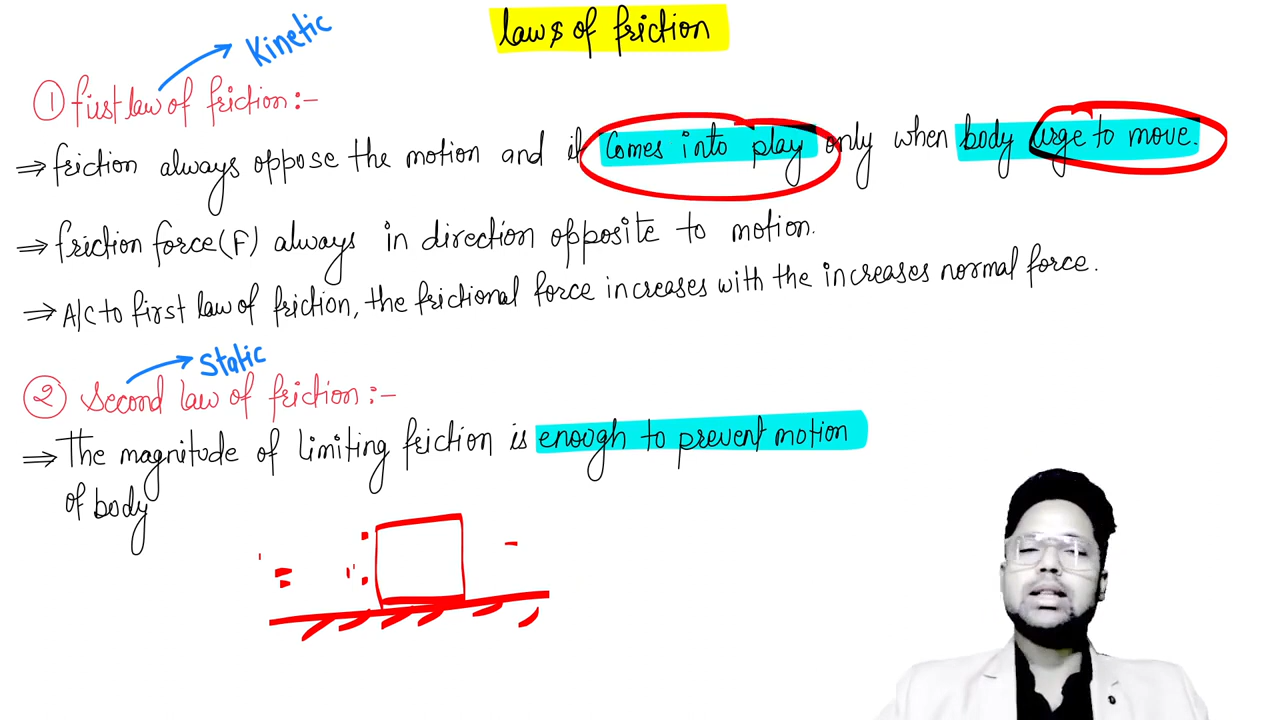 laws of friction
Kinetic
① first law of friction :-
⇒ friction always oppose the motion and it Comes into play only when body urge to move.
⇒ friction force (F) always in direction opposite to motion.
⇒ A/c to first law of friction, the frictional force increases with the increases normal force.
Static
② Second law of friction :-
⇒ The magnitude of limiting friction is enough to prevent motion
of body